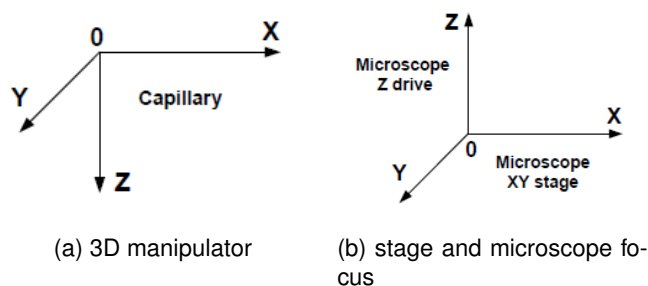 0
X
Y
Capillary
Z
(a) 3D manipulator
Z
Microscope
Z drive
X
0
Y
Microscope
XY stage
(b) stage and microscope fo-
cus